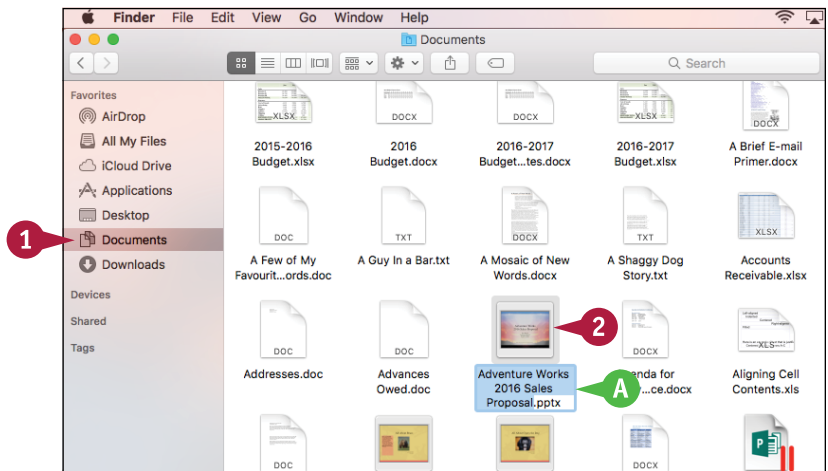 Finder File Edit View Go Window Help
Documents
Search
Favorites
AirDrop
All My Files
iCloud Drive
Applications
Desktop
1
Documents
Downloads
Devices
Shared
Tags
XLSX DOCX DOCX XLSX DOCX
2015-2016 2016 2016-2017 2016-2017 A Brief E-mail
Budget.xlsx Budget.docx Budget...tes.docx Budget.xlsx Primer.docx
DOC TXT DOCX TXT XLSX
A Few of My A Guy In a Bar.txt A Mosaic of New A Shaggy Dog Accounts
Favourit...ords.doc Words.docx Story.txt Receivable.xlsx
DOC DOC 2 DOCX XLS
Addresses.doc Advances Adventure Works enda for Aligning Cell
Owed.doc 2016 Sales A ...ce.docx Contents.xls
Proposal.pptx
DOC DOCX P